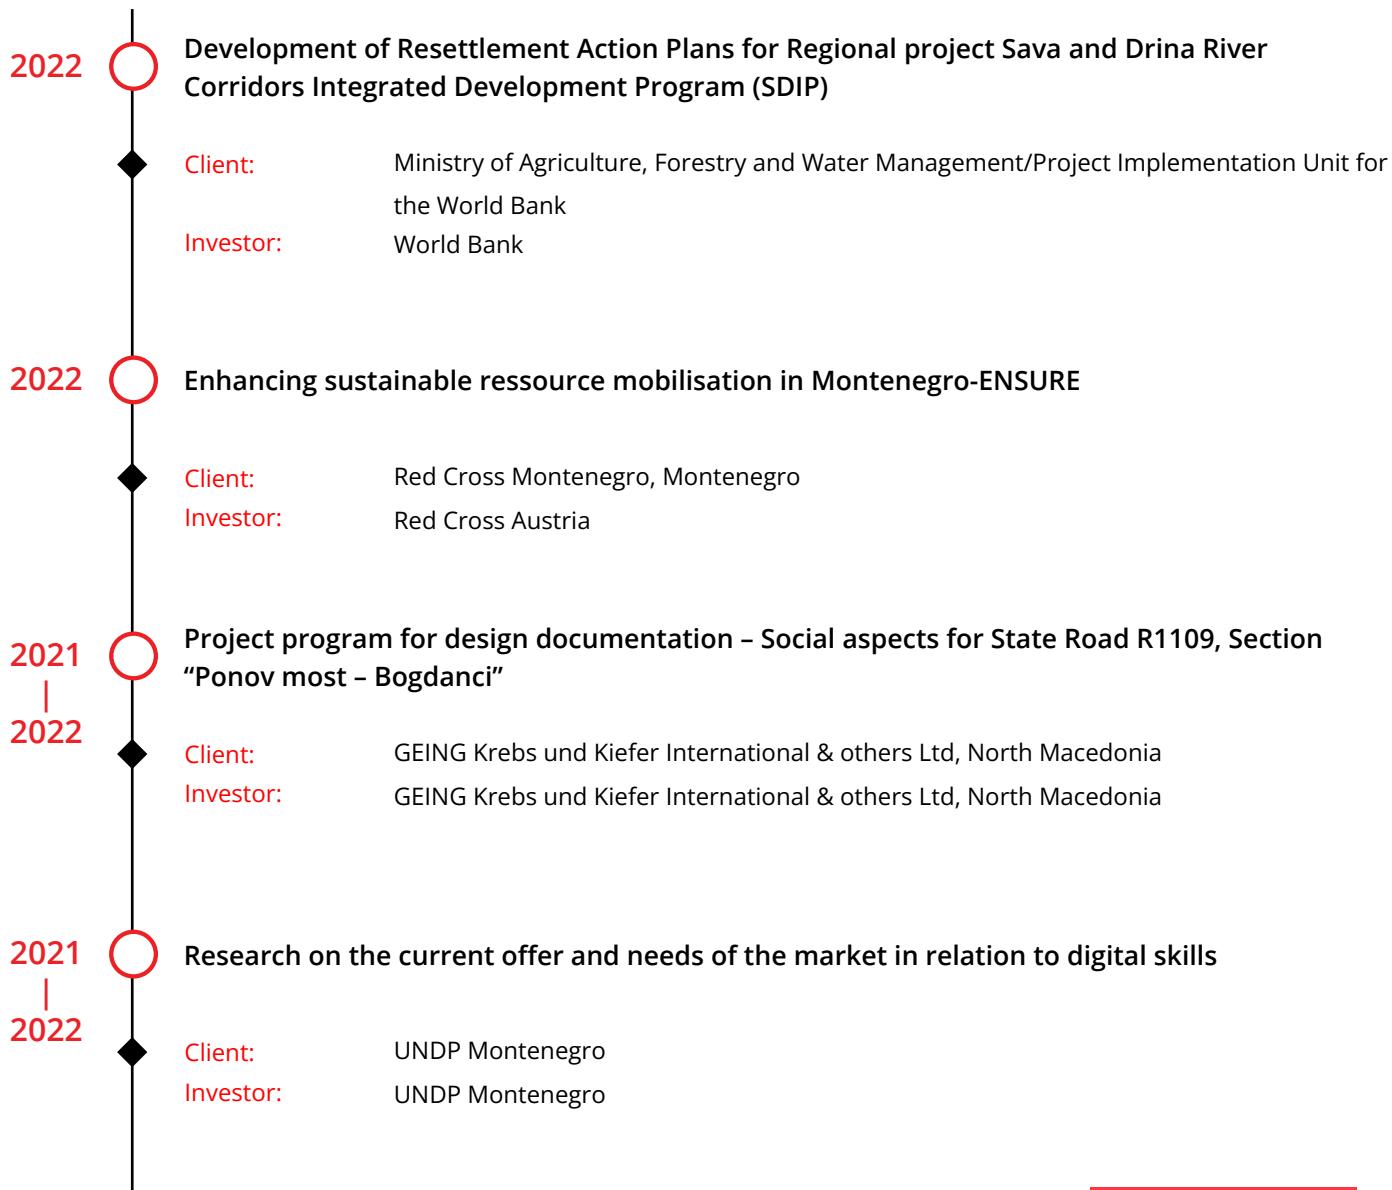 2022
Development of Resettlement Action Plans for Regional project Sava and Drina River
Corridors Integrated Development Program (SDIP)
Client:
Ministry of Agriculture, Forestry and Water Management/Project Implementation Unit for
the World Bank
Investor:
World Bank
2022
Enhancing sustainable ressource mobilisation in Montenegro-ENSURE
Client:
Red Cross Montenegro, Montenegro
Investor:
Red Cross Austria
2021
|
2022
Project program for design documentation – Social aspects for State Road R1109, Section
“Ponov most – Bogdanci”
Client:
GEING Krebs und Kiefer International & others Ltd, North Macedonia
Investor:
GEING Krebs und Kiefer International & others Ltd, North Macedonia
2021
|
2022
Research on the current offer and needs of the market in relation to digital skills
Client:
UNDP Montenegro
Investor:
UNDP Montenegro